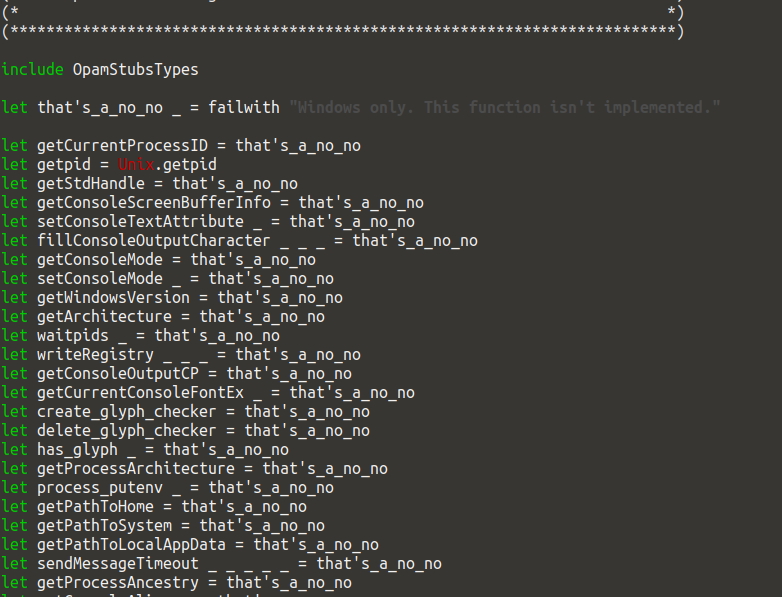 (*                                                                        *)
(**************************************************************************)
include OpamStubsTypes
let that's_a_no_no _ = failwith "Windows only. This function isn't implemented."
let getCurrentProcessID = that's_a_no_no
let getpid = Unix.getpid
let getStdHandle = that's_a_no_no
let getConsoleScreenBufferInfo = that's_a_no_no
let setConsoleTextAttribute _ = that's_a_no_no
let fillConsoleOutputCharacter _ _ _ = that's_a_no_no
let getConsoleMode = that's_a_no_no
let setConsoleMode _ = that's_a_no_no
let getWindowsVersion = that's_a_no_no
let getArchitecture = that's_a_no_no
let waitpids _ = that's_a_no_no
let writeRegistry _ _ _ = that's_a_no_no
let getConsoleOutputCP = that's_a_no_no
let getCurrentConsoleFontEx _ = that's_a_no_no
let create_glyph_checker = that's_a_no_no
let delete_glyph_checker = that's_a_no_no
let has_glyph _ = that's_a_no_no
let getProcessArchitecture = that's_a_no_no
let process_putenv _ = that's_a_no_no
let getPathToHome = that's_a_no_no
let getPathToSystem = that's_a_no_no
let getPathToLocalAppData = that's_a_no_no
let sendMessageTimeout _ _ _ _ _ = that's_a_no_no
let getProcessAncestry = that's_a_no_no